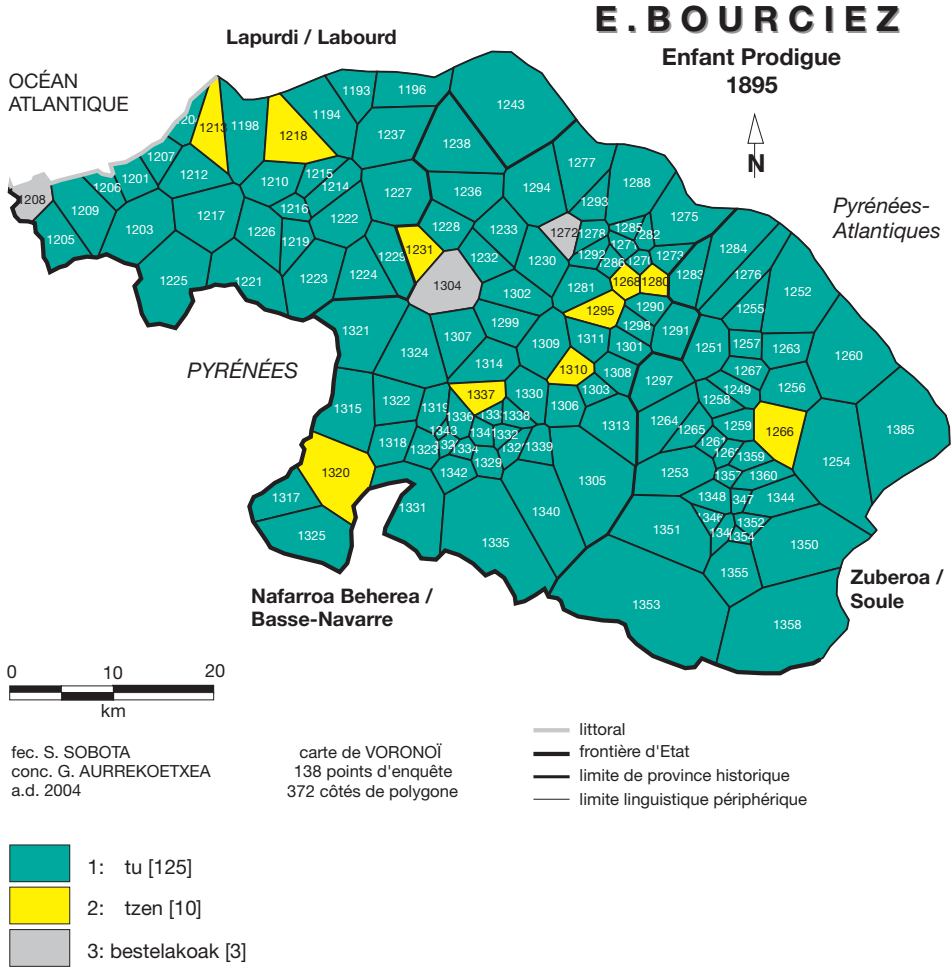 E.BOURCIEZ
Enfant Prodigue
1895
N
Lapurdi / Labourd
OCÉAN
ATLANTIQUE
Pyrénées-
Atlantiques
PYRÉNÉES
Nafarroa Beherea /
Basse-Navarre
Zuberoa /
Soule
1193 1196 1243
1213 1198 1218 1194 1237 1238
1207 1212 1206 1201 1210 1215 1214 1227 1236 1294 1277 1293 1288
1208 1209 1205 1203 1217 1226 1216 1219 1222 1228 1233 1272 1278 1285 1282 1275
1225 1221 1223 1224 1229 1231 1232 1230 1292 1286 1273 1283 1284 1276 1252
1304 1302 1281 1268 1280 1295 1290 1255
1321 1324 1307 1299 1309 1311 1298 1301 1291 1251 1257 1263 1260
1314 1310 1308 1303 1297 1267 1249 1256
1315 1322 1319 1337 1336 1330 1338 1306 1313 1264 1265 1258 1259 1266 1385
1318 1323 1343 1334 1332 1339 1329 1342 1305 1261 1359 1254
1320 1317 1325 1331 1335 1340 1253 1357 1360 1348 1344
1351 1352 1354 1350 1355 1353 1358
0 10 20
km
fec. S. SOBOTA
conc. G. AURREKOETXEA
a.d. 2004
carte de VORONOÏ
138 points d'enquête
372 côtés de polygone
littoral
frontière d'Etat
limite de province historique
limite linguistique périphérique
1: tu [125]
2: tzen [10]
3: bestelakoak [3]